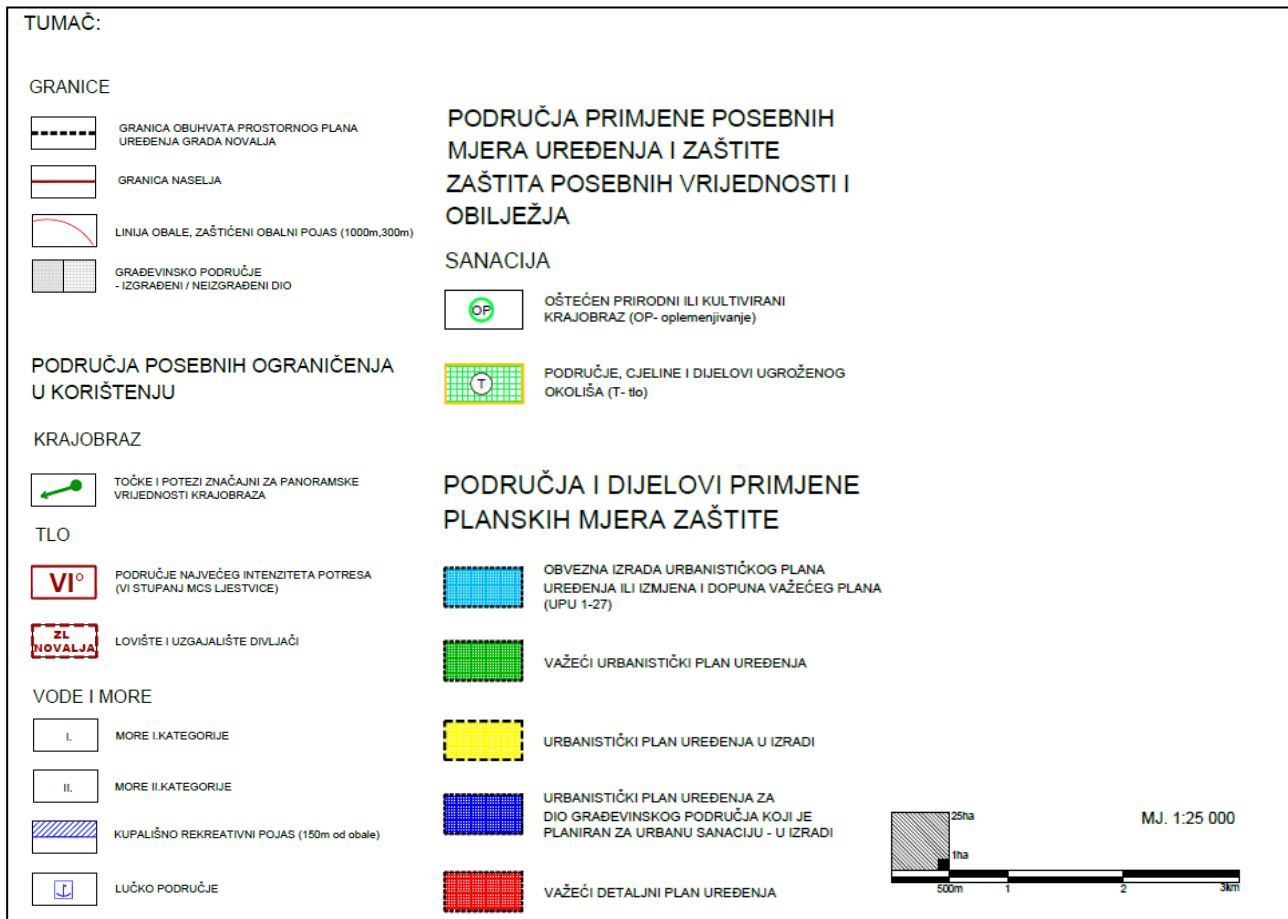 TUMAČ:
GRANICE
GRANICA OBUHVATA PROSTORNOG PLANA
UREĐENJA GRADA NOVALJA
GRANICA NASELJA
LINIJA OBALE, ZAŠTIĆENI OBALNI POJAS (1000m,300m)
GRAĐEVINSKO PODRUČJE
- IZGRAĐENI / NEIZGRAĐENI DIO
PODRUČJA POSEBNIH OGRANIČENJA
U KORIŠTENJU
KRAJOBRAZ
TOČKE I POTEZI ZNAČAJNI ZA PANORAMSKE
VRIJEDNOSTI KRAJOBRAZA
TLO
VI°
PODRUČJE NAJVEĆEG INTENZITETA POTRESA
(VI STUPANJ MCS LJESTVICE)
ZL
NOVALJA
LOVIŠTE I UZGAJALIŠTE DIVLJAČI
VODE I MORE
I.
MORE I.KATEGORIJE
II.
MORE II.KATEGORIJE
KUPALIŠNO REKREATIVNI POJAS (150m od obale)
LUČKO PODRUČJE
PODRUČJA PRIMJENE POSEBNIH
MJERA UREĐENJA I ZAŠTITE
ZAŠTITA POSEBNIH VRIJEDNOSTI I
OBILJEŽJA
SANACIJA
OP
OŠTEĆEN PRIRODNI ILI KULTIVIRANI
KRAJOBRAZ (OP- oplemenjivanje)
T
PODRUČJE, CJELINE I DIJELOVI UGROŽENOG
OKOLIŠA (T- tlo)
PODRUČJA I DIJELOVI PRIMJENE
PLANSKIH MJERA ZAŠTITE
OBVEZNA IZRADA URBANISTIČKOG PLANA
UREĐENJA ILI IZMJENA I DOPUNA VAŽEĆEG PLANA
(UPU 1-27)
VAŽEĆI URBANISTIČKI PLAN UREĐENJA
URBANISTIČKI PLAN UREĐENJA U IZRADI
URBANISTIČKI PLAN UREĐENJA ZA
DIO GRAĐEVINSKOG PODRUČJA KOJI JE
PLANIRAN ZA URBANU SANACIJU - U IZRADI
VAŽEĆI DETALJNI PLAN UREĐENJA
25ha
1ha
MJ. 1:25 000
500m 1 2 3km